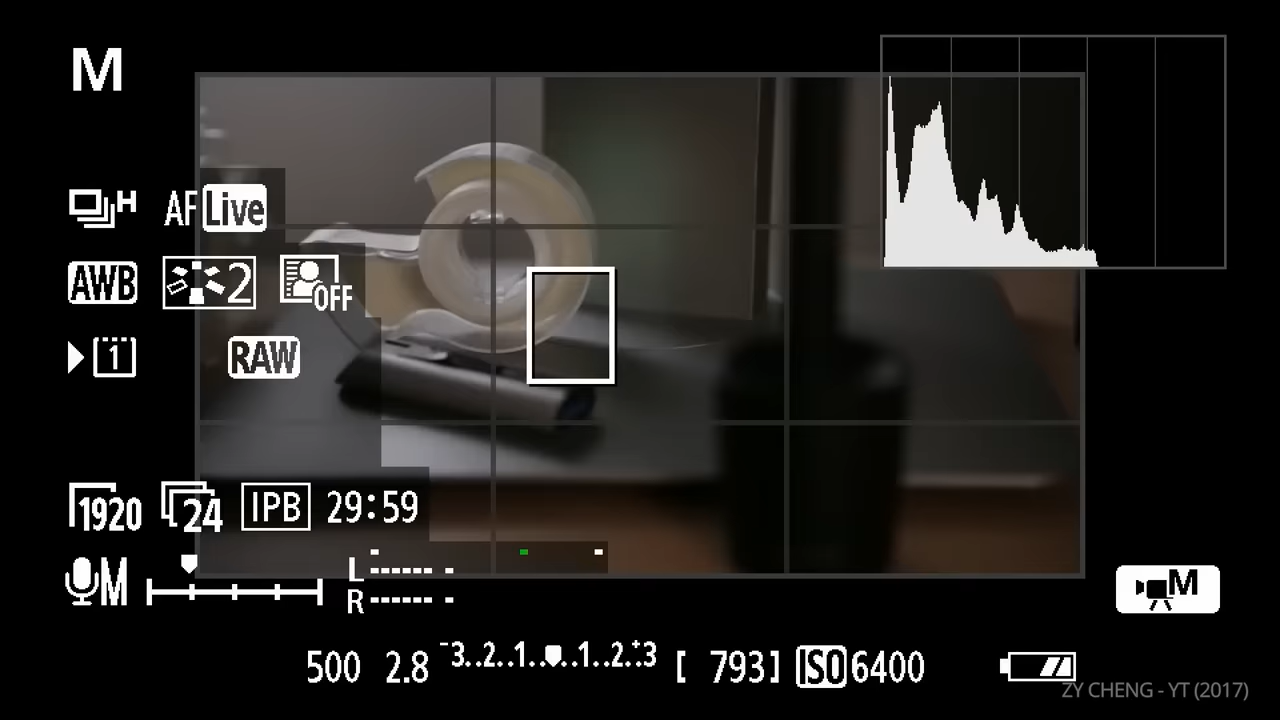 M
H AF Live
AWB 2 OFF
1 RAW
1920 24 IPB 29:59
M L
R
M
500 2.8 -3..2..1..▪..1..2..+3 [ 793] ISO 6400
ZY CHENG - YT (2017)